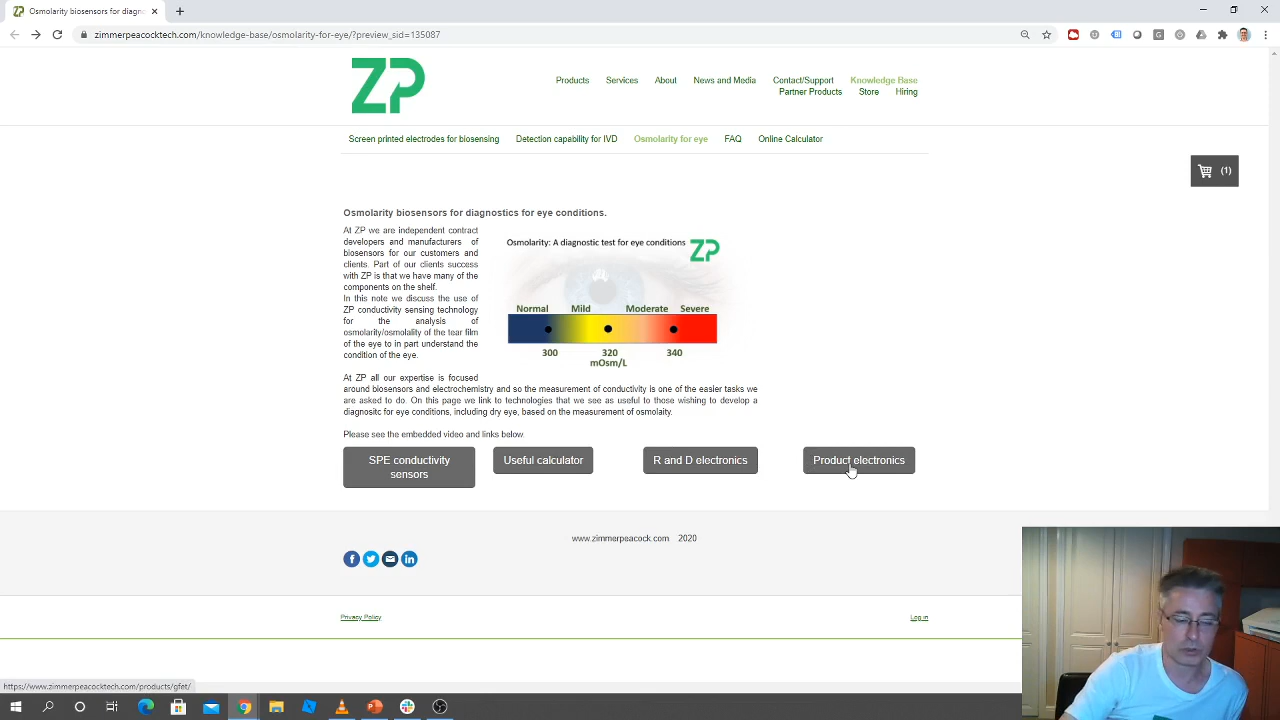 Osmolarity biosensors for diagno
zimmerpeacocktech.com/knowledge-base/osmolarity-for-eye/?preview_sid=135087
ZP
Products Services About News and Media Contact/Support Knowledge Base
Partner Products Store Hiring
Screen printed electrodes for biosensing Detection capability for IVD Osmolarity for eye FAQ Online Calculator
(1)
Osmolarity biosensors for diagnostics for eye conditions.
At ZP we are independent contract
developers and manufacturers of
biosensors for our customers and
clients. Part of our clients success
with ZP is that we have many of the
components on the shelf.
In this note we discuss the use of
ZP conductivity sensing technology
for the analysis of
osmolarity/osmolality of the tear film
of the eye to in part understand the
condition of the eye.
Osmolarity: A diagnostic test for eye conditions ZP
Normal Mild Moderate Severe
300 320 340
mOsm/L
At ZP all our expertise is focused
around biosensors and electrochemistry and so the measurement of conductivity is one of the easier tasks we
are asked to do. On this page we link to technologies that we see as useful to those wishing to develop a
diagnositc for eye conditions, including dry eye, based on the measurement of osmolaity.
Please see the embedded video and links below.
SPE conductivity
sensors
Useful calculator
R and D electronics
Product electronics
www.zimmerpeacock.com 2020
Privacy Policy Log in
https://www.zimmerpeacocktech.com/products/gfet/